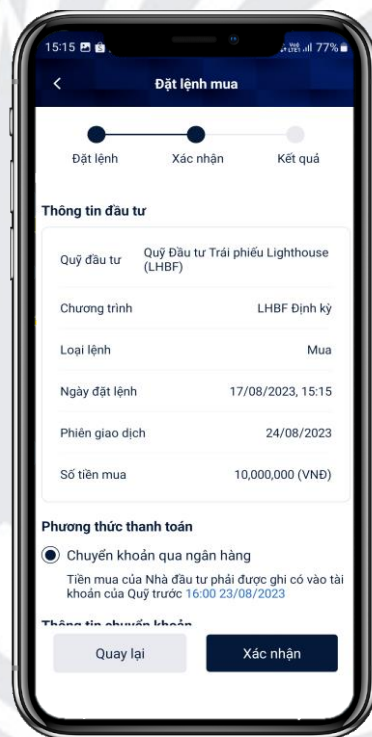 15:15
77%
Đặt lệnh mua
Đặt lệnh Xác nhận Kết quả
Thông tin đầu tư
Quỹ đầu tư Quỹ Đầu tư Trái phiếu Lighthouse
(LHBF)
Chương trình LHBF Định kỳ
Loại lệnh Mua
Ngày đặt lệnh 17/08/2023, 15:15
Phiên giao dịch 24/08/2023
Số tiền mua 10,000,000 (VNĐ)
Phương thức thanh toán
Chuyển khoản qua ngân hàng
Tiền mua của Nhà đầu tư phải được ghi có vào tài
khoản của Quỹ trước 16:00 23/08/2023
Thông tin chuyển khoản
Quay lại Xác nhận